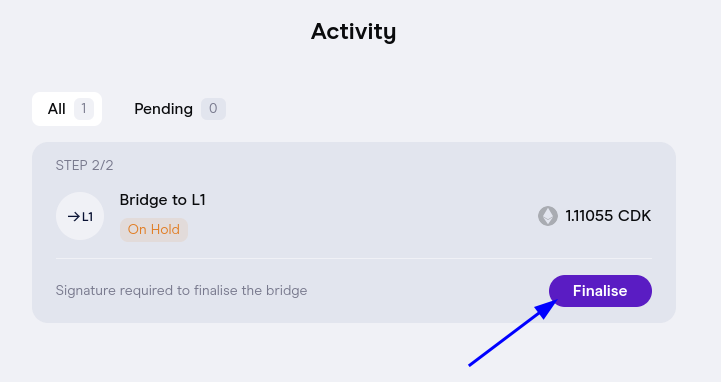 Activity
All 1 Pending 0
STEP 2/2
→L1 Bridge to L1
On Hold
1.11055 CDK
Signature required to finalise the bridge
Finalise